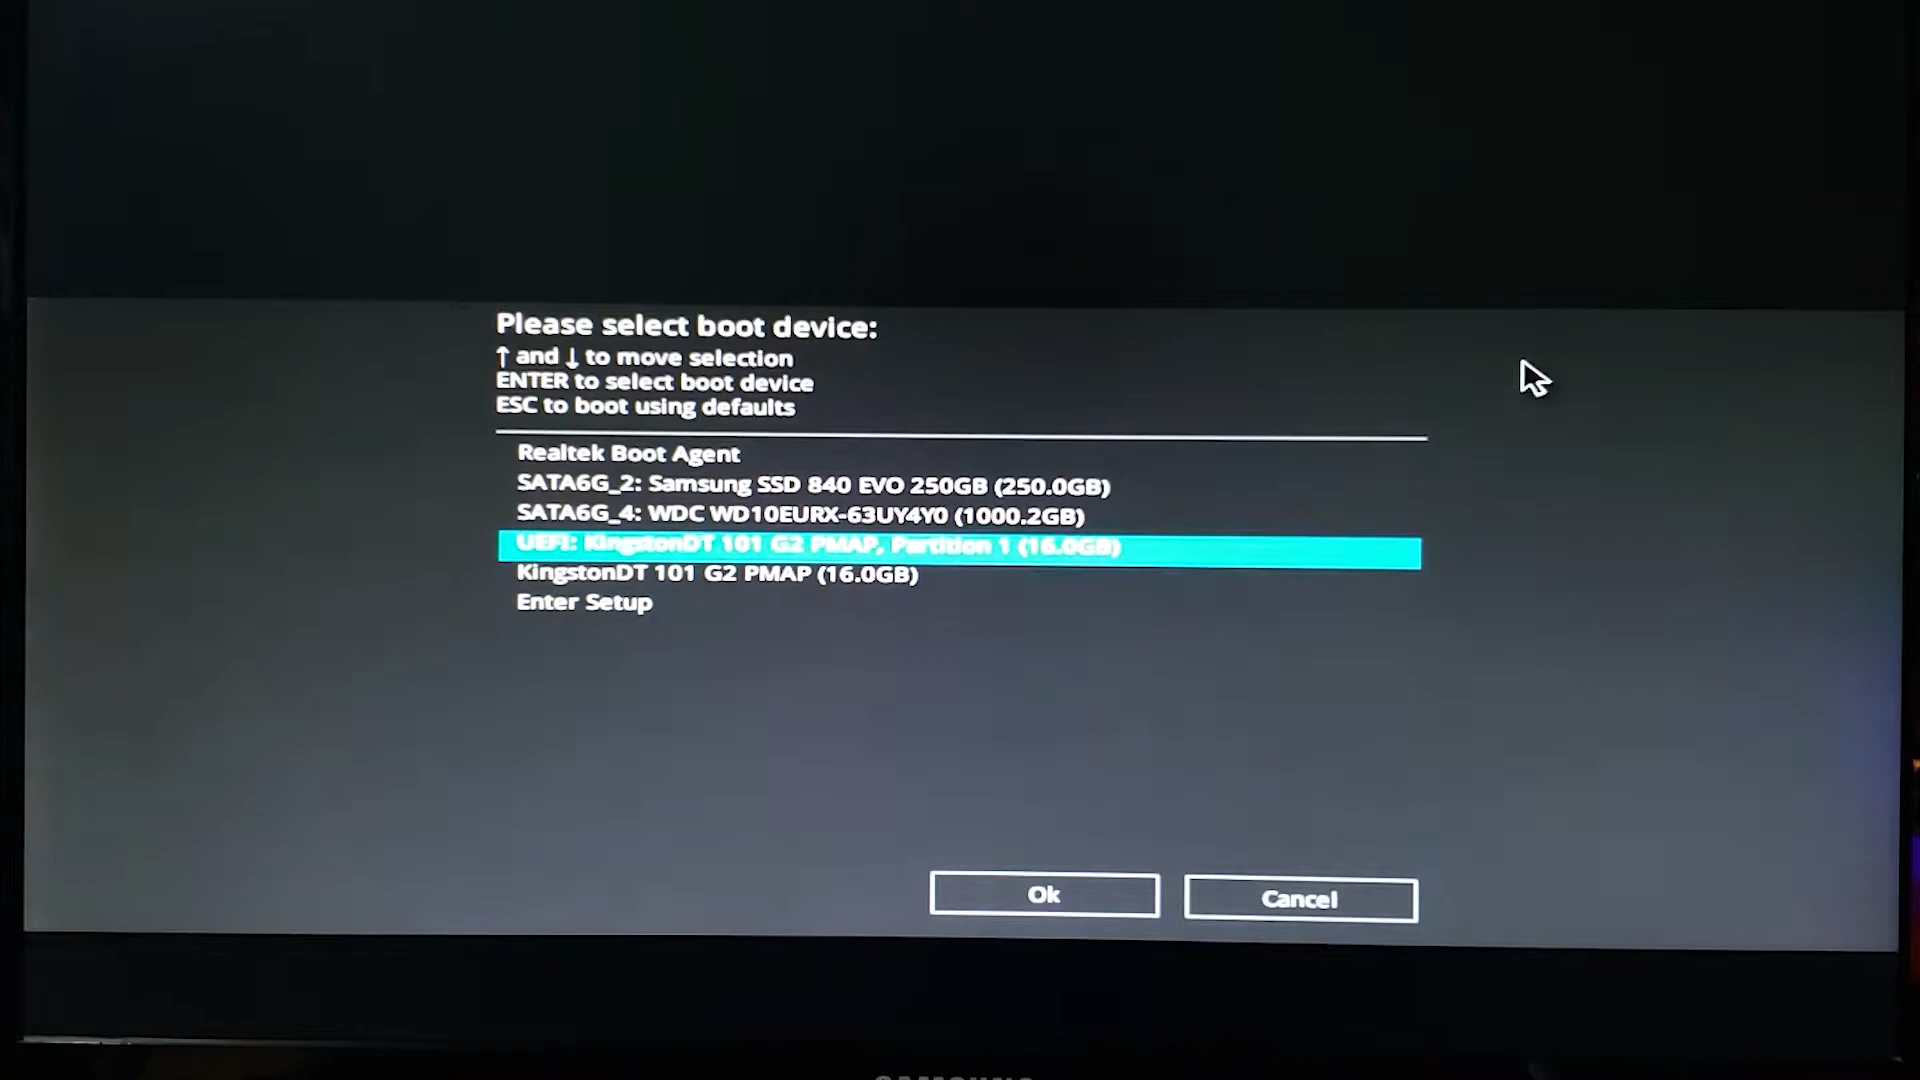 Please select boot device:
↑ and ↓ to move selection
ENTER to select boot device
ESC to boot using defaults
Realtek Boot Agent
SATA6G_2: Samsung SSD 840 EVO 250GB (250.0GB)
SATA6G_4: WDC WD10EURX-63UY4Y0 (1000.2GB)
UEFI: KingstonDT 101 G2 PMAP, Partition 1 (16.0GB)
KingstonDT 101 G2 PMAP (16.0GB)
Enter Setup
Ok
Cancel
SAMSUNG